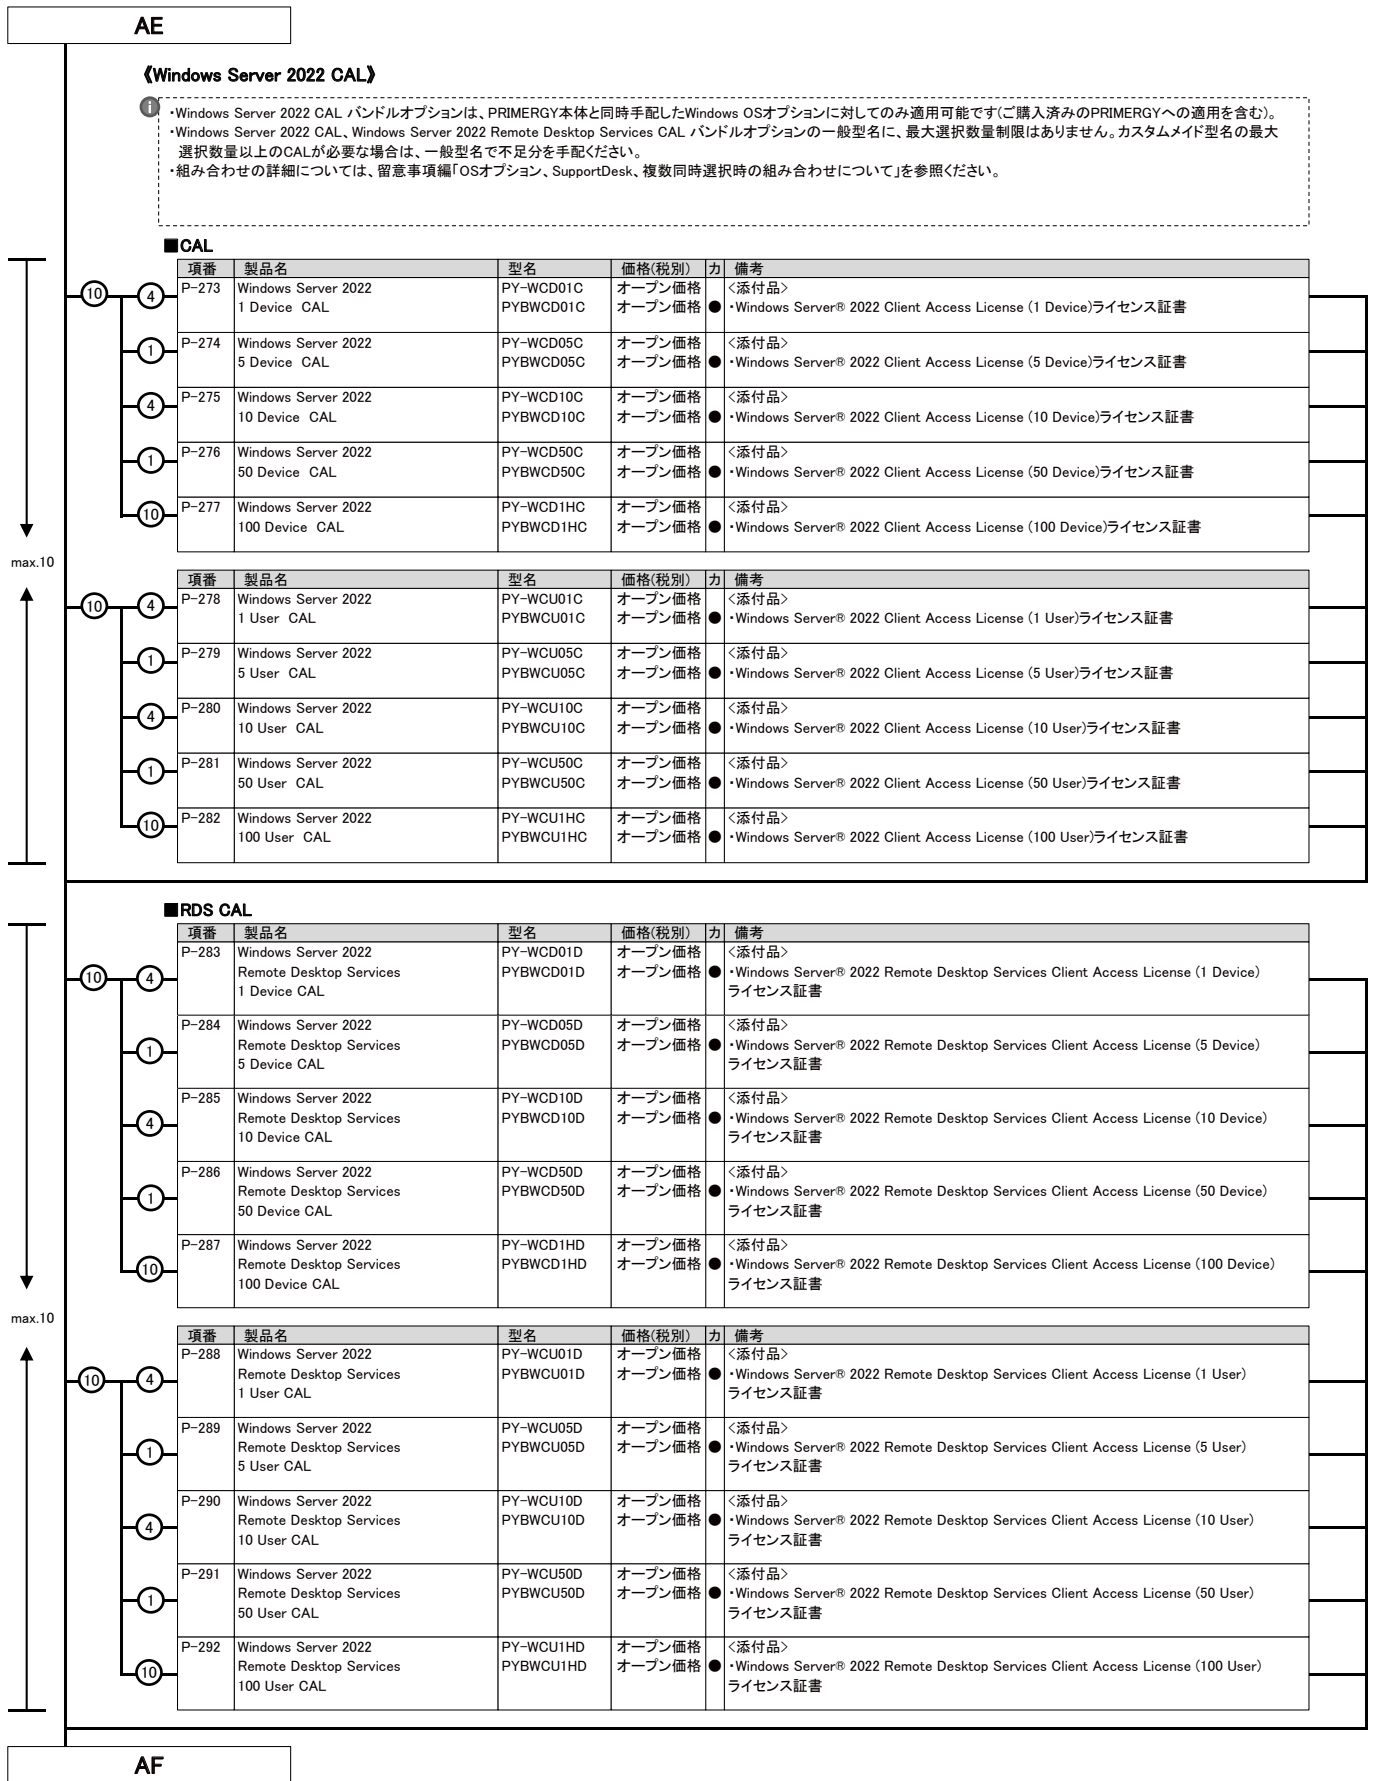 AE
《Windows Server 2022 CAL》
・Windows Server 2022 CAL バンドルオプションは、PRIMERGY本体と同時手配したWindows OSオプションに対してのみ適用可能です(ご購入済みのPRIMERGYへの適用を含む)。
・Windows Server 2022 CAL、Windows Server 2022 Remote Desktop Services CAL バンドルオプションの一般型名に、最大選択数量制限はありません。カスタムメイド型名の最大
選択数量以上のCALが必要な場合は、一般型名で不足分を手配ください。
・組み合わせの詳細については、留意事項編「OSオプション、SupportDesk、複数同時選択時の組み合わせについて」を参照ください。
■CAL
項番 製品名 型名 価格(税別) カ 備考
10 4 P-273 Windows Server 2022 PY-WCD01C オープン価格 <添付品>
1 Device CAL PYBWCD01C オープン価格 ● ・Windows Server® 2022 Client Access License (1 Device)ライセンス証書
1 P-274 Windows Server 2022 PY-WCD05C オープン価格 <添付品>
5 Device CAL PYBWCD05C オープン価格 ● ・Windows Server® 2022 Client Access License (5 Device)ライセンス証書
4 P-275 Windows Server 2022 PY-WCD10C オープン価格 <添付品>
10 Device CAL PYBWCD10C オープン価格 ● ・Windows Server® 2022 Client Access License (10 Device)ライセンス証書
1 P-276 Windows Server 2022 PY-WCD50C オープン価格 <添付品>
50 Device CAL PYBWCD50C オープン価格 ● ・Windows Server® 2022 Client Access License (50 Device)ライセンス証書
10 P-277 Windows Server 2022 PY-WCD1HC オープン価格 <添付品>
100 Device CAL PYBWCD1HC オープン価格 ● ・Windows Server® 2022 Client Access License (100 Device)ライセンス証書
max.10
項番 製品名 型名 価格(税別) カ 備考
10 4 P-278 Windows Server 2022 PY-WCU01C オープン価格 <添付品>
1 User CAL PYBWCU01C オープン価格 ● ・Windows Server® 2022 Client Access License (1 User)ライセンス証書
1 P-279 Windows Server 2022 PY-WCU05C オープン価格 <添付品>
5 User CAL PYBWCU05C オープン価格 ● ・Windows Server® 2022 Client Access License (5 User)ライセンス証書
4 P-280 Windows Server 2022 PY-WCU10C オープン価格 <添付品>
10 User CAL PYBWCU10C オープン価格 ● ・Windows Server® 2022 Client Access License (10 User)ライセンス証書
1 P-281 Windows Server 2022 PY-WCU50C オープン価格 <添付品>
50 User CAL PYBWCU50C オープン価格 ● ・Windows Server® 2022 Client Access License (50 User)ライセンス証書
10 P-282 Windows Server 2022 PY-WCU1HC オープン価格 <添付品>
100 User CAL PYBWCU1HC オープン価格 ● ・Windows Server® 2022 Client Access License (100 User)ライセンス証書
■RDS CAL
項番 製品名 型名 価格(税別) カ 備考
P-283 Windows Server 2022 PY-WCD01D オープン価格 <添付品>
10 4 Remote Desktop Services PYBWCD01D オープン価格 ● ・Windows Server® 2022 Remote Desktop Services Client Access License (1 Device)
1 Device CAL ライセンス証書
P-284 Windows Server 2022 PY-WCD05D オープン価格 <添付品>
1 Remote Desktop Services PYBWCD05D オープン価格 ● ・Windows Server® 2022 Remote Desktop Services Client Access License (5 Device)
5 Device CAL ライセンス証書
P-285 Windows Server 2022 PY-WCD10D オープン価格 <添付品>
4 Remote Desktop Services PYBWCD10D オープン価格 ● ・Windows Server® 2022 Remote Desktop Services Client Access License (10 Device)
10 Device CAL ライセンス証書
P-286 Windows Server 2022 PY-WCD50D オープン価格 <添付品>
1 Remote Desktop Services PYBWCD50D オープン価格 ● ・Windows Server® 2022 Remote Desktop Services Client Access License (50 Device)
50 Device CAL ライセンス証書
P-287 Windows Server 2022 PY-WCD1HD オープン価格 <添付品>
10 Remote Desktop Services PYBWCD1HD オープン価格 ● ・Windows Server® 2022 Remote Desktop Services Client Access License (100 Device)
100 Device CAL ライセンス証書
max.10
項番 製品名 型名 価格(税別) カ 備考
P-288 Windows Server 2022 PY-WCU01D オープン価格 <添付品>
10 4 Remote Desktop Services PYBWCU01D オープン価格 ● ・Windows Server® 2022 Remote Desktop Services Client Access License (1 User)
1 User CAL ライセンス証書
P-289 Windows Server 2022 PY-WCU05D オープン価格 <添付品>
1 Remote Desktop Services PYBWCU05D オープン価格 ● ・Windows Server® 2022 Remote Desktop Services Client Access License (5 User)
5 User CAL ライセンス証書
P-290 Windows Server 2022 PY-WCU10D オープン価格 <添付品>
4 Remote Desktop Services PYBWCU10D オープン価格 ● ・Windows Server® 2022 Remote Desktop Services Client Access License (10 User)
10 User CAL ライセンス証書
P-291 Windows Server 2022 PY-WCU50D オープン価格 <添付品>
1 Remote Desktop Services PYBWCU50D オープン価格 ● ・Windows Server® 2022 Remote Desktop Services Client Access License (50 User)
50 User CAL ライセンス証書
P-292 Windows Server 2022 PY-WCU1HD オープン価格 <添付品>
10 Remote Desktop Services PYBWCU1HD オープン価格 ● ・Windows Server® 2022 Remote Desktop Services Client Access License (100 User)
100 User CAL ライセンス証書
AF